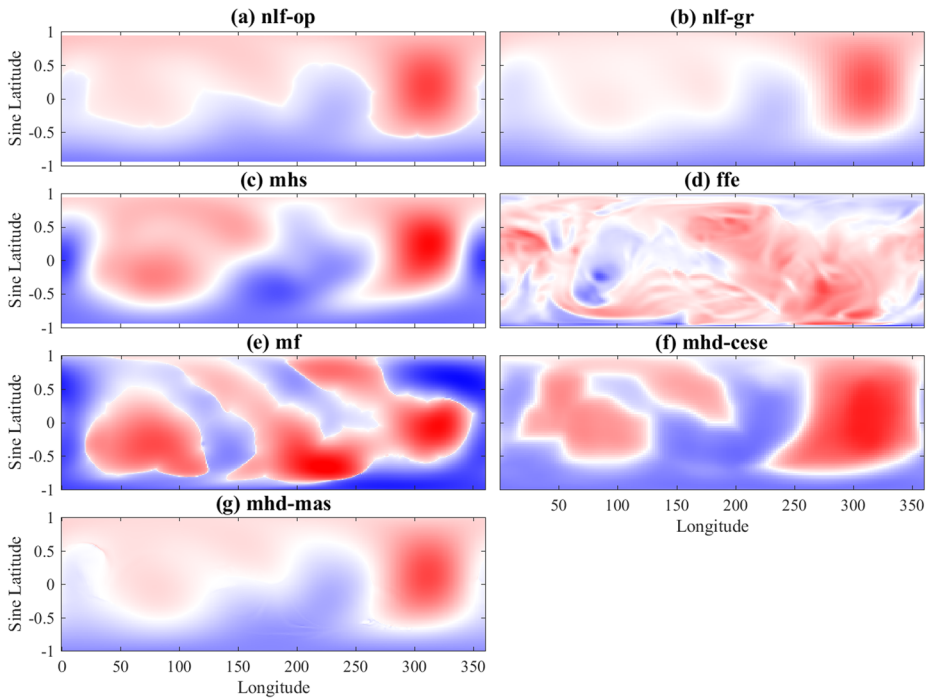 (a) nlf-op
(b) nlf-gr
1
0.5
0
-0.5
-1
Sine Latitude
(c) mhs
(d) ffe
1
0.5
0
-0.5
-1
Sine Latitude
(e) mf
(f) mhd-cese
1
0.5
0
-0.5
-1
Sine Latitude
50 100 150 200 250 300 350
Longitude
(g) mhd-mas
1
0.5
0
-0.5
-1
Sine Latitude
0 50 100 150 200 250 300 350
Longitude